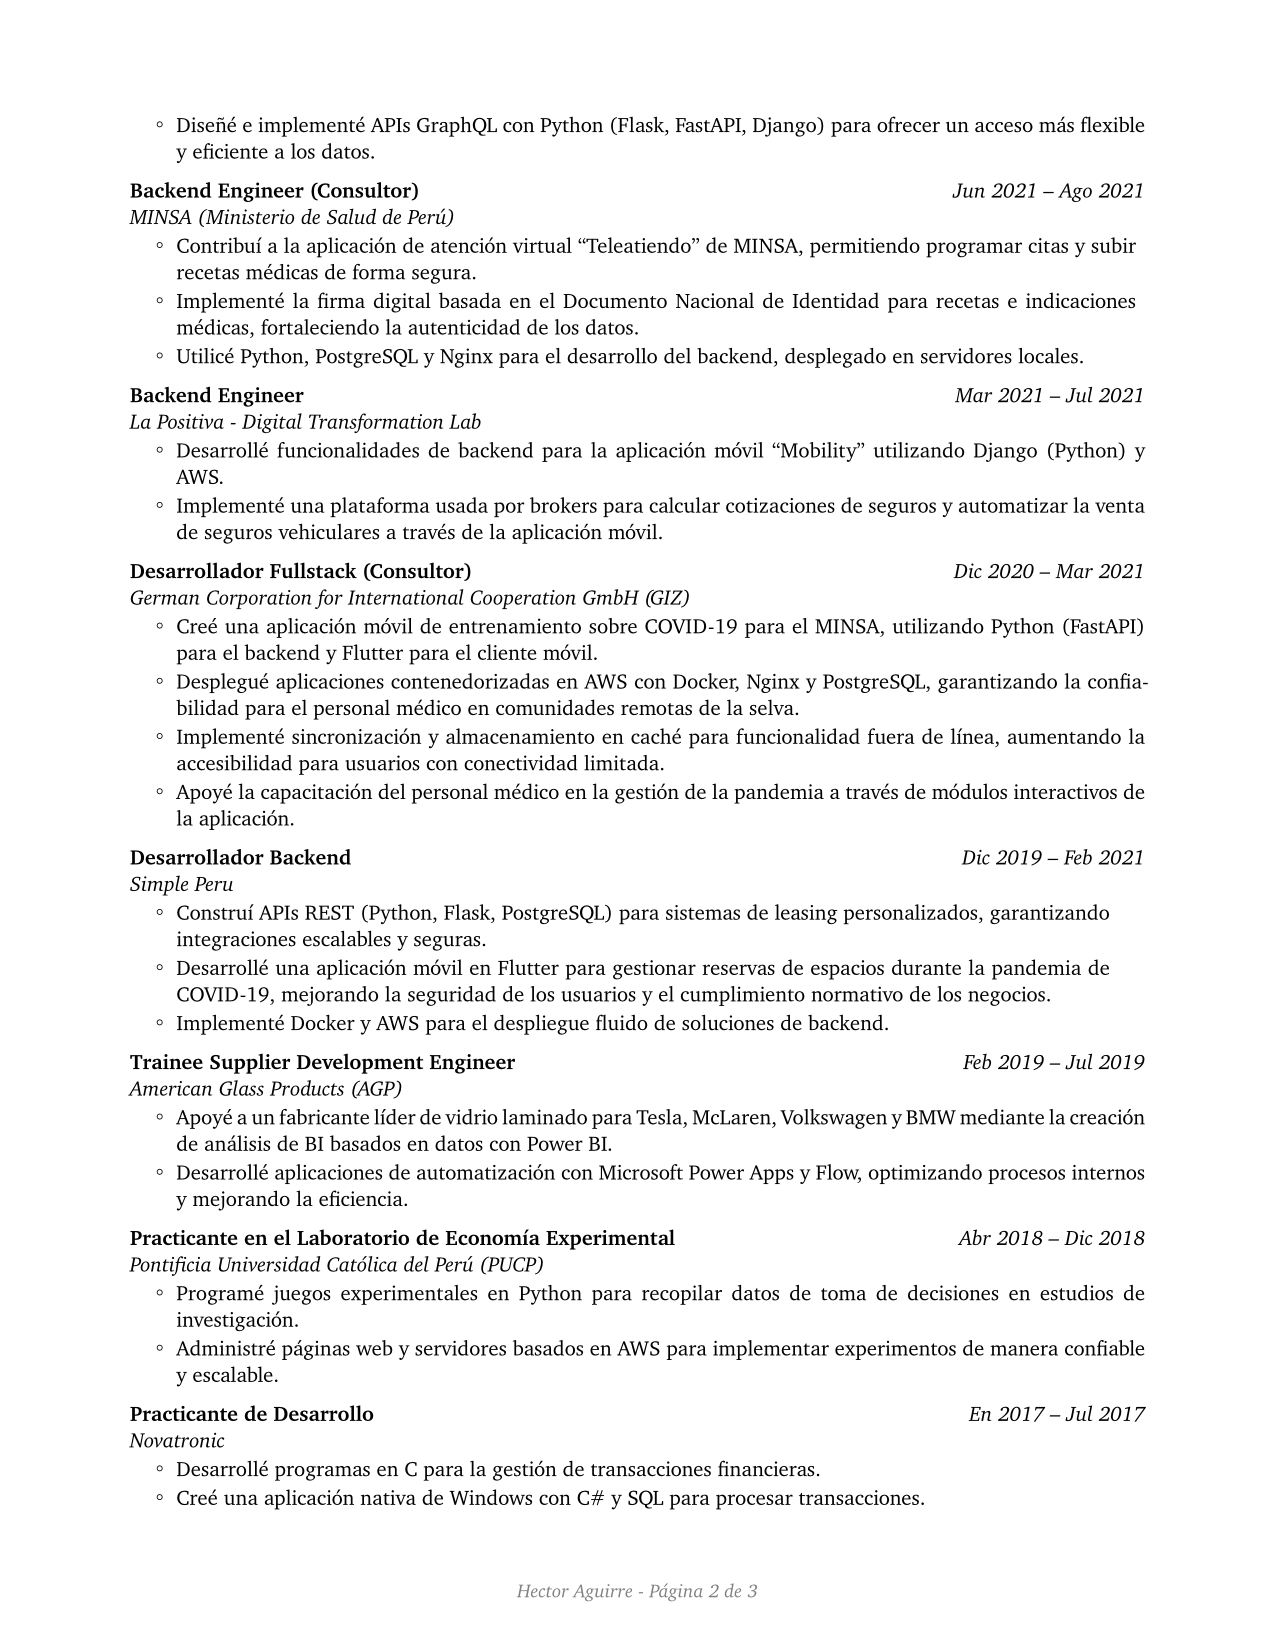 ◦ Diseñé e implementé APIs GraphQL con Python (Flask, FastAPI, Django) para ofrecer un acceso más flexible
y eficiente a los datos.
Backend Engineer (Consultor) Jun 2021 – Ago 2021
MINSA (Ministerio de Salud de Perú)
◦ Contribuí a la aplicación de atención virtual “Teleatiendo” de MINSA, permitiendo programar citas y subir
recetas médicas de forma segura.
◦ Implementé la firma digital basada en el Documento Nacional de Identidad para recetas e indicaciones
médicas, fortaleciendo la autenticidad de los datos.
◦ Utilicé Python, PostgreSQL y Nginx para el desarrollo del backend, desplegado en servidores locales.
Backend Engineer Mar 2021 – Jul 2021
La Positiva - Digital Transformation Lab
◦ Desarrollé funcionalidades de backend para la aplicación móvil “Mobility” utilizando Django (Python) y
AWS.
◦ Implementé una plataforma usada por brokers para calcular cotizaciones de seguros y automatizar la venta
de seguros vehiculares a través de la aplicación móvil.
Desarrollador Fullstack (Consultor) Dic 2020 – Mar 2021
German Corporation for International Cooperation GmbH (GIZ)
◦ Creé una aplicación móvil de entrenamiento sobre COVID-19 para el MINSA, utilizando Python (FastAPI)
para el backend y Flutter para el cliente móvil.
◦ Desplegué aplicaciones contenedorizadas en AWS con Docker, Nginx y PostgreSQL, garantizando la confia-
bilidad para el personal médico en comunidades remotas de la selva.
◦ Implementé sincronización y almacenamiento en caché para funcionalidad fuera de línea, aumentando la
accesibilidad para usuarios con conectividad limitada.
◦ Apoyé la capacitación del personal médico en la gestión de la pandemia a través de módulos interactivos de
la aplicación.
Desarrollador Backend Dic 2019 – Feb 2021
Simple Peru
◦ Construí APIs REST (Python, Flask, PostgreSQL) para sistemas de leasing personalizados, garantizando
integraciones escalables y seguras.
◦ Desarrollé una aplicación móvil en Flutter para gestionar reservas de espacios durante la pandemia de
COVID-19, mejorando la seguridad de los usuarios y el cumplimiento normativo de los negocios.
◦ Implementé Docker y AWS para el despliegue fluido de soluciones de backend.
Trainee Supplier Development Engineer Feb 2019 – Jul 2019
American Glass Products (AGP)
◦ Apoyé a un fabricante líder de vidrio laminado para Tesla, McLaren, Volkswagen y BMW mediante la creación
de análisis de BI basados en datos con Power BI.
◦ Desarrollé aplicaciones de automatización con Microsoft Power Apps y Flow, optimizando procesos internos
y mejorando la eficiencia.
Practicante en el Laboratorio de Economía Experimental Abr 2018 – Dic 2018
Pontificia Universidad Católica del Perú (PUCP)
◦ Programé juegos experimentales en Python para recopilar datos de toma de decisiones en estudios de
investigación.
◦ Administré páginas web y servidores basados en AWS para implementar experimentos de manera confiable
y escalable.
Practicante de Desarrollo En 2017 – Jul 2017
Novatronic
◦ Desarrollé programas en C para la gestión de transacciones financieras.
◦ Creé una aplicación nativa de Windows con C# y SQL para procesar transacciones.
Hector Aguirre - Página 2 de 3